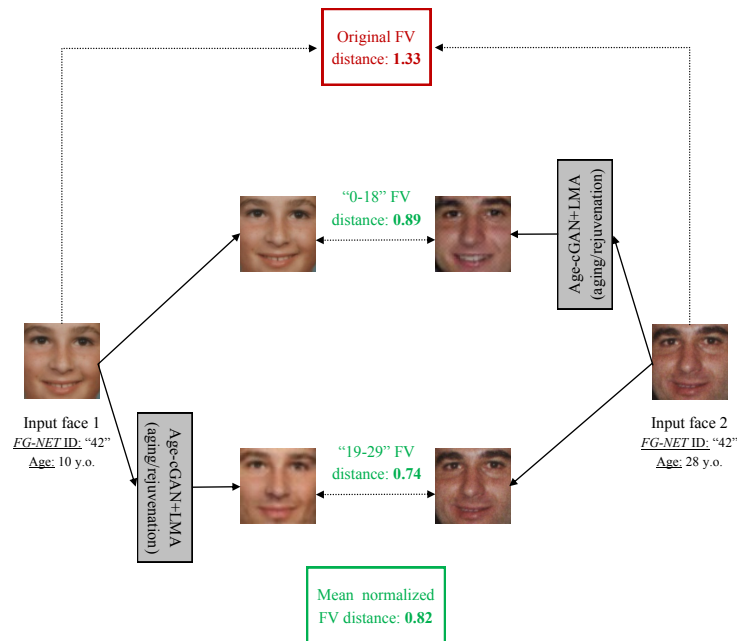 Original FV
distance: 1.33
“0-18” FV
distance: 0.89
Age-cGAN+LMA
(aging/rejuvenation)
Input face 1
FG-NET ID: “42”
Age: 10 y.o.
Input face 2
FG-NET ID: “42”
Age: 28 y.o.
Age-cGAN+LMA
(aging/rejuvenation)
“19-29” FV
distance: 0.74
Mean normalized
FV distance: 0.82